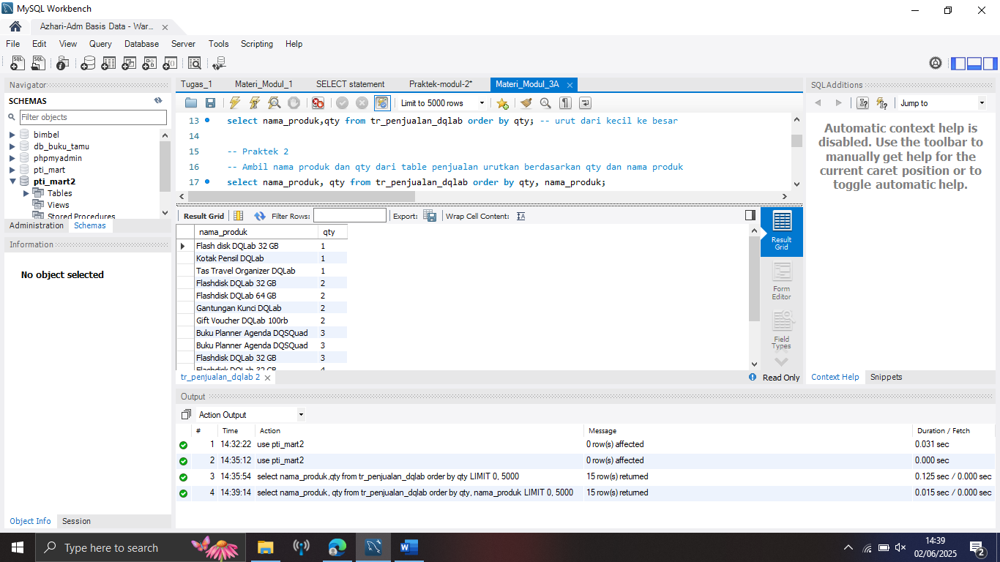 MySQL Workbench
Azhari-Adm Basis Data - War...
File Edit View Query Database Server Tools Scripting Help
Navigator
SCHEMAS
Filter objects
bimbel
db_buku_tamu
phpmyadmin
pti_mart
pti_mart2
Tables
Views
Stored Procedures
Administration Schemas
Information
No object selected
Object Info Session
Tugas_1 Materi_Modul_1 SELECT statement Praktek-modul-2* Materi_Modul_3A
Limit to 5000 rows
13 select nama_produk,qty from tr_penjualan_dqlab order by qty; -- urut dari kecil ke besar
14
15 -- Praktek 2
16 -- Ambil nama produk dan qty dari table penjualan urutkan berdasarkan qty dan nama produk
17 select nama_produk, qty from tr_penjualan_dqlab order by qty, nama_produk;
Result Grid Filter Rows: Export: Wrap Cell Content:
nama_produk qty
Flash disk DQLab 32 GB 1
Kotak Pensil DQLab 1
Tas Travel Organizer DQLab 1
Flashdisk DQLab 32 GB 2
Flashdisk DQLab 64 GB 2
Gantungan Kunci DQLab 2
Gift Voucher DQLab 100rb 2
Buku Planner Agenda DQSQuad 3
Buku Planner Agenda DQSQuad 3
Flashdisk DQLab 32 GB 3
Flashdisk DQLab 32 GB 4
Result
Grid
Form
Editor
Field
Types
tr_penjualan_dqlab 2 Read Only
SQLAdditions
Jump to
Automatic context help is
disabled. Use the toolbar to
manually get help for the
current caret position or to
toggle automatic help.
Context Help Snippets
Output
Action Output
# Time Action Message Duration / Fetch
1 14:32:22 use pti_mart2 0 row(s) affected 0.031 sec
2 14:35:12 use pti_mart2 0 row(s) affected 0.000 sec
3 14:35:54 select nama_produk,qty from tr_penjualan_dqlab order by qty LIMIT 0, 5000 15 row(s) returned 0.125 sec / 0.000 sec
4 14:39:14 select nama_produk, qty from tr_penjualan_dqlab order by qty, nama_produk LIMIT 0, 5000 15 row(s) returned 0.015 sec / 0.000 sec
Type here to search
14:39
02/06/2025
2